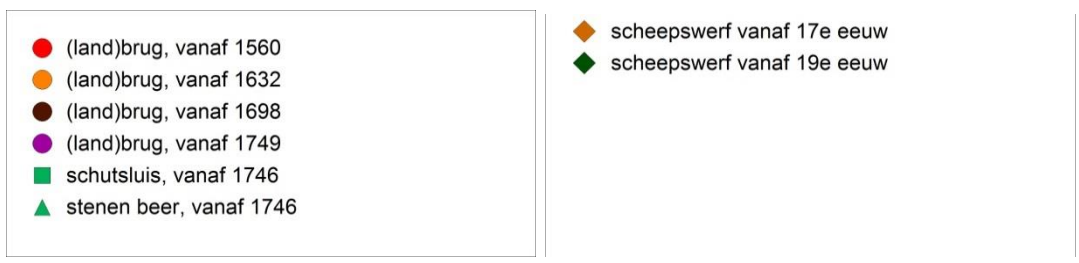 (land)brug, vanaf 1560
(land)brug, vanaf 1632
(land)brug, vanaf 1698
(land)brug, vanaf 1749
schutsluis, vanaf 1746
stenen beer, vanaf 1746
scheepswerf vanaf 17e eeuw
scheepswerf vanaf 19e eeuw